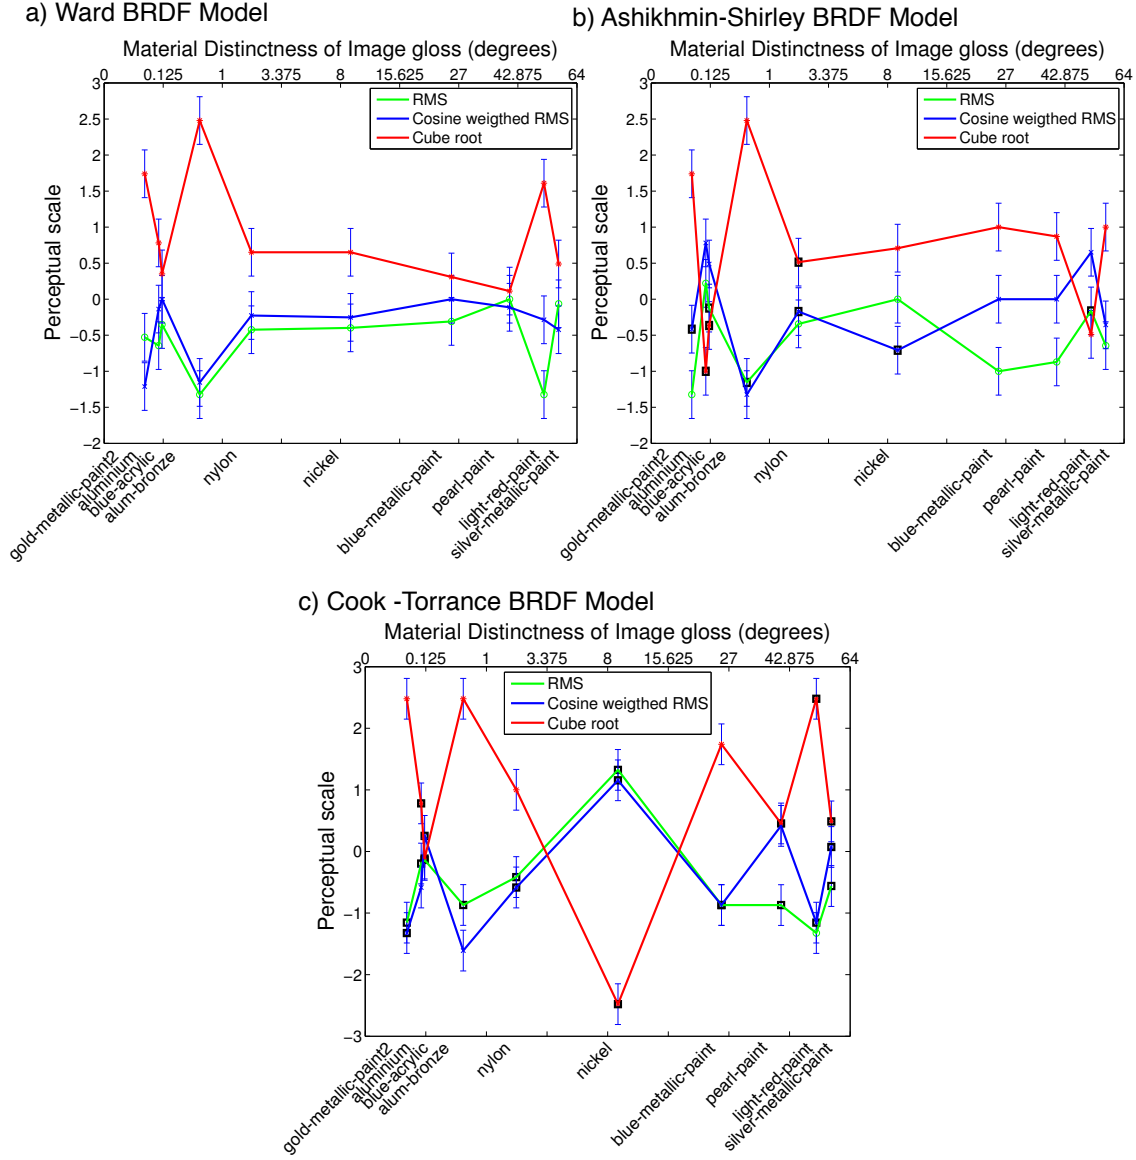 a) Ward BRDF Model
Material Distinctness of Image gloss (degrees)
0 0.125 1 3.375 8 15.625 27 42.875 64
RMS
Cosine weigthed RMS
Cube root
Perceptual scale
3
2.5
2
1.5
1
0.5
0
−0.5
−1
−1.5
−2
gold-metallic-paint2
aluminium
blue-acrylic
alum-bronze
nylon
nickel
blue-metallic-paint
pearl-paint
light-red-paint
silver-metallic-paint
b) Ashikhmin-Shirley BRDF Model
Material Distinctness of Image gloss (degrees)
0 0.125 1 3.375 8 15.625 27 42.875 64
RMS
Cosine weigthed RMS
Cube root
Perceptual scale
3
2.5
2
1.5
1
0.5
0
−0.5
−1
−1.5
−2
gold-metallic-paint2
aluminium
blue-acrylic
alum-bronze
nylon
nickel
blue-metallic-paint
pearl-paint
light-red-paint
silver-metallic-paint
c) Cook -Torrance BRDF Model
Material Distinctness of Image gloss (degrees)
0 0.125 1 3.375 8 15.625 27 42.875 64
RMS
Cosine weigthed RMS
Cube root
Perceptual scale
3
2
1
0
−1
−2
−3
gold-metallic-paint2
aluminium
blue-acrylic
alum-bronze
nylon
nickel
blue-metallic-paint
pearl-paint
light-red-paint
silver-metallic-paint